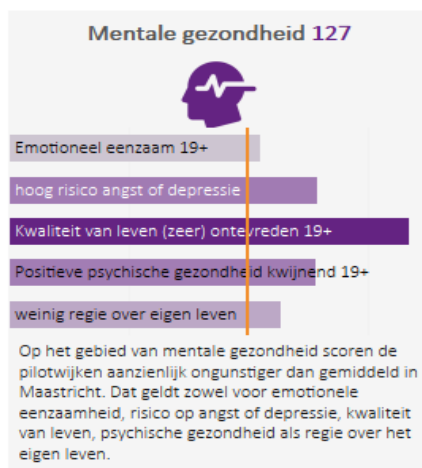 Mentale gezondheid 127
Emotioneel eenzaam 19+
hoog risico angst of depressie
Kwaliteit van leven (zeer) ontevreden 19+
Positieve psychische gezondheid kwijnend 19+
weinig regie over eigen leven
Op het gebied van mentale gezondheid scoren de
pilotwijken aanzienlijk ongunstiger dan gemiddeld in
Maastricht. Dat geldt zowel voor emotionele
eenzaamheid, risico op angst of depressie, kwaliteit
van leven, psychische gezondheid als regie over het
eigen leven.